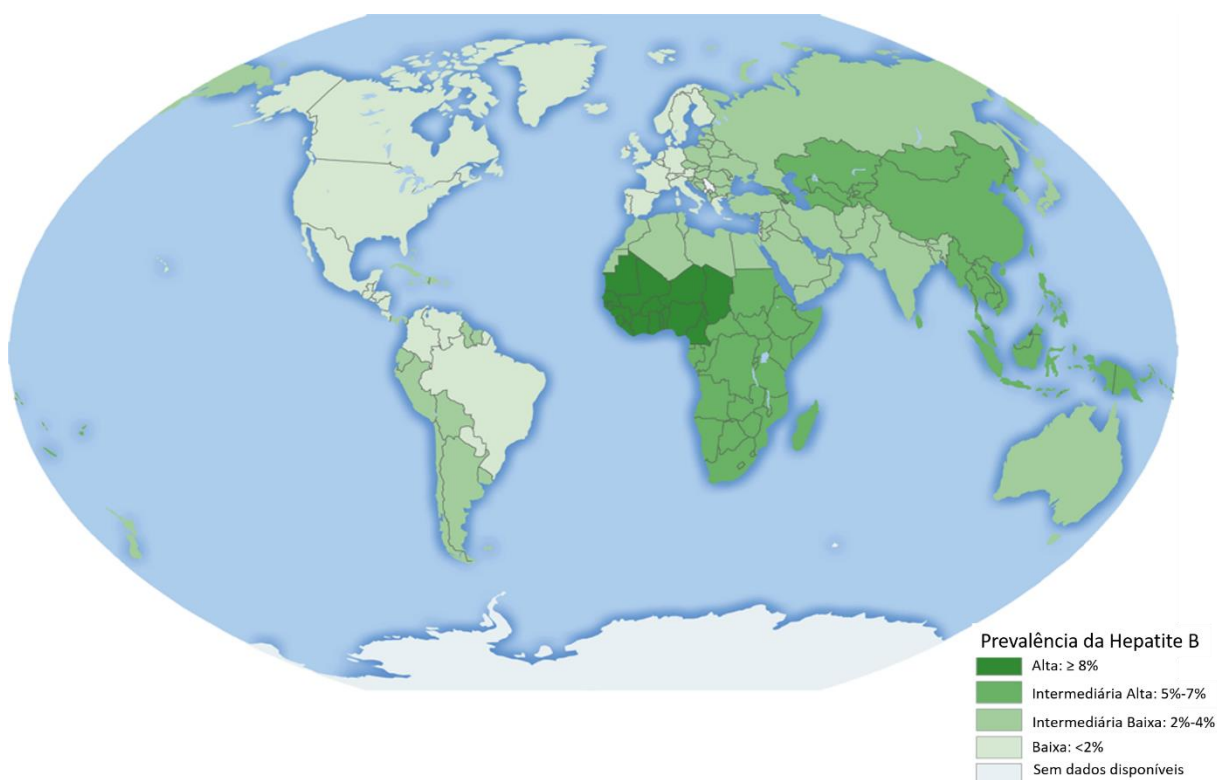 Prevalência da Hepatite B
Alta: ≥ 8%
Intermediária Alta: 5%-7%
Intermediária Baixa: 2%-4%
Baixa: <2%
Sem dados disponíveis